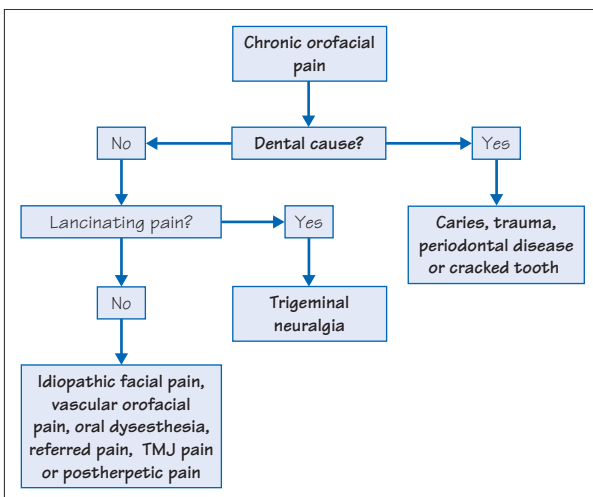 Chronic orofacial
pain
No
Dental cause?
Yes
Lancinating pain?
Yes
Caries, trauma,
periodontal disease
or cracked tooth
No
Trigeminal
neuralgia
Idiopathic facial pain,
vascular orofacial
pain, oral dysesthesia,
referred pain, TMJ pain
or postherpetic pain